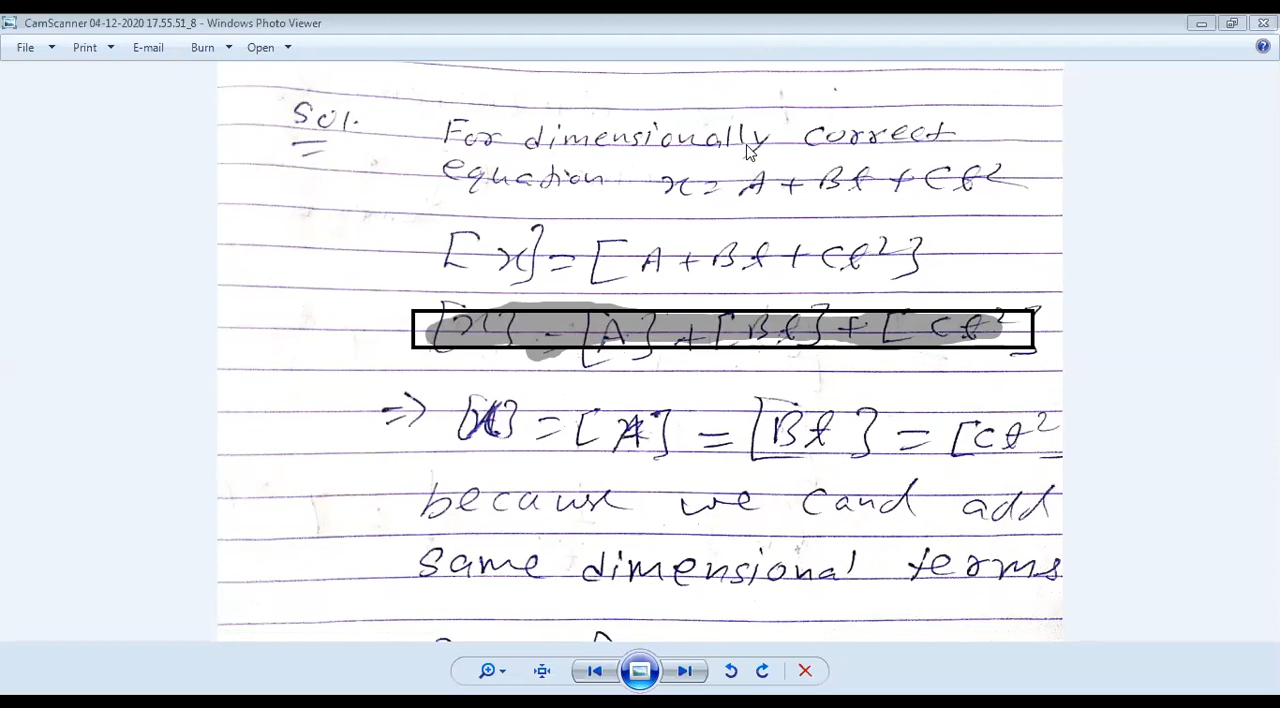 CamScanner 04-12-2020 17.55.51_8 - Windows Photo Viewer
File Print E-mail Burn Open
Sol.
For dimensionally correct
equation x = A + Bt + Ct²
[x] = [A + Bt + Ct²]
[x] = [A] + [Bt] + [Ct²]
⇒ [x] = [A] = [Bt] = [Ct²
because we cand add
same dimensional terms